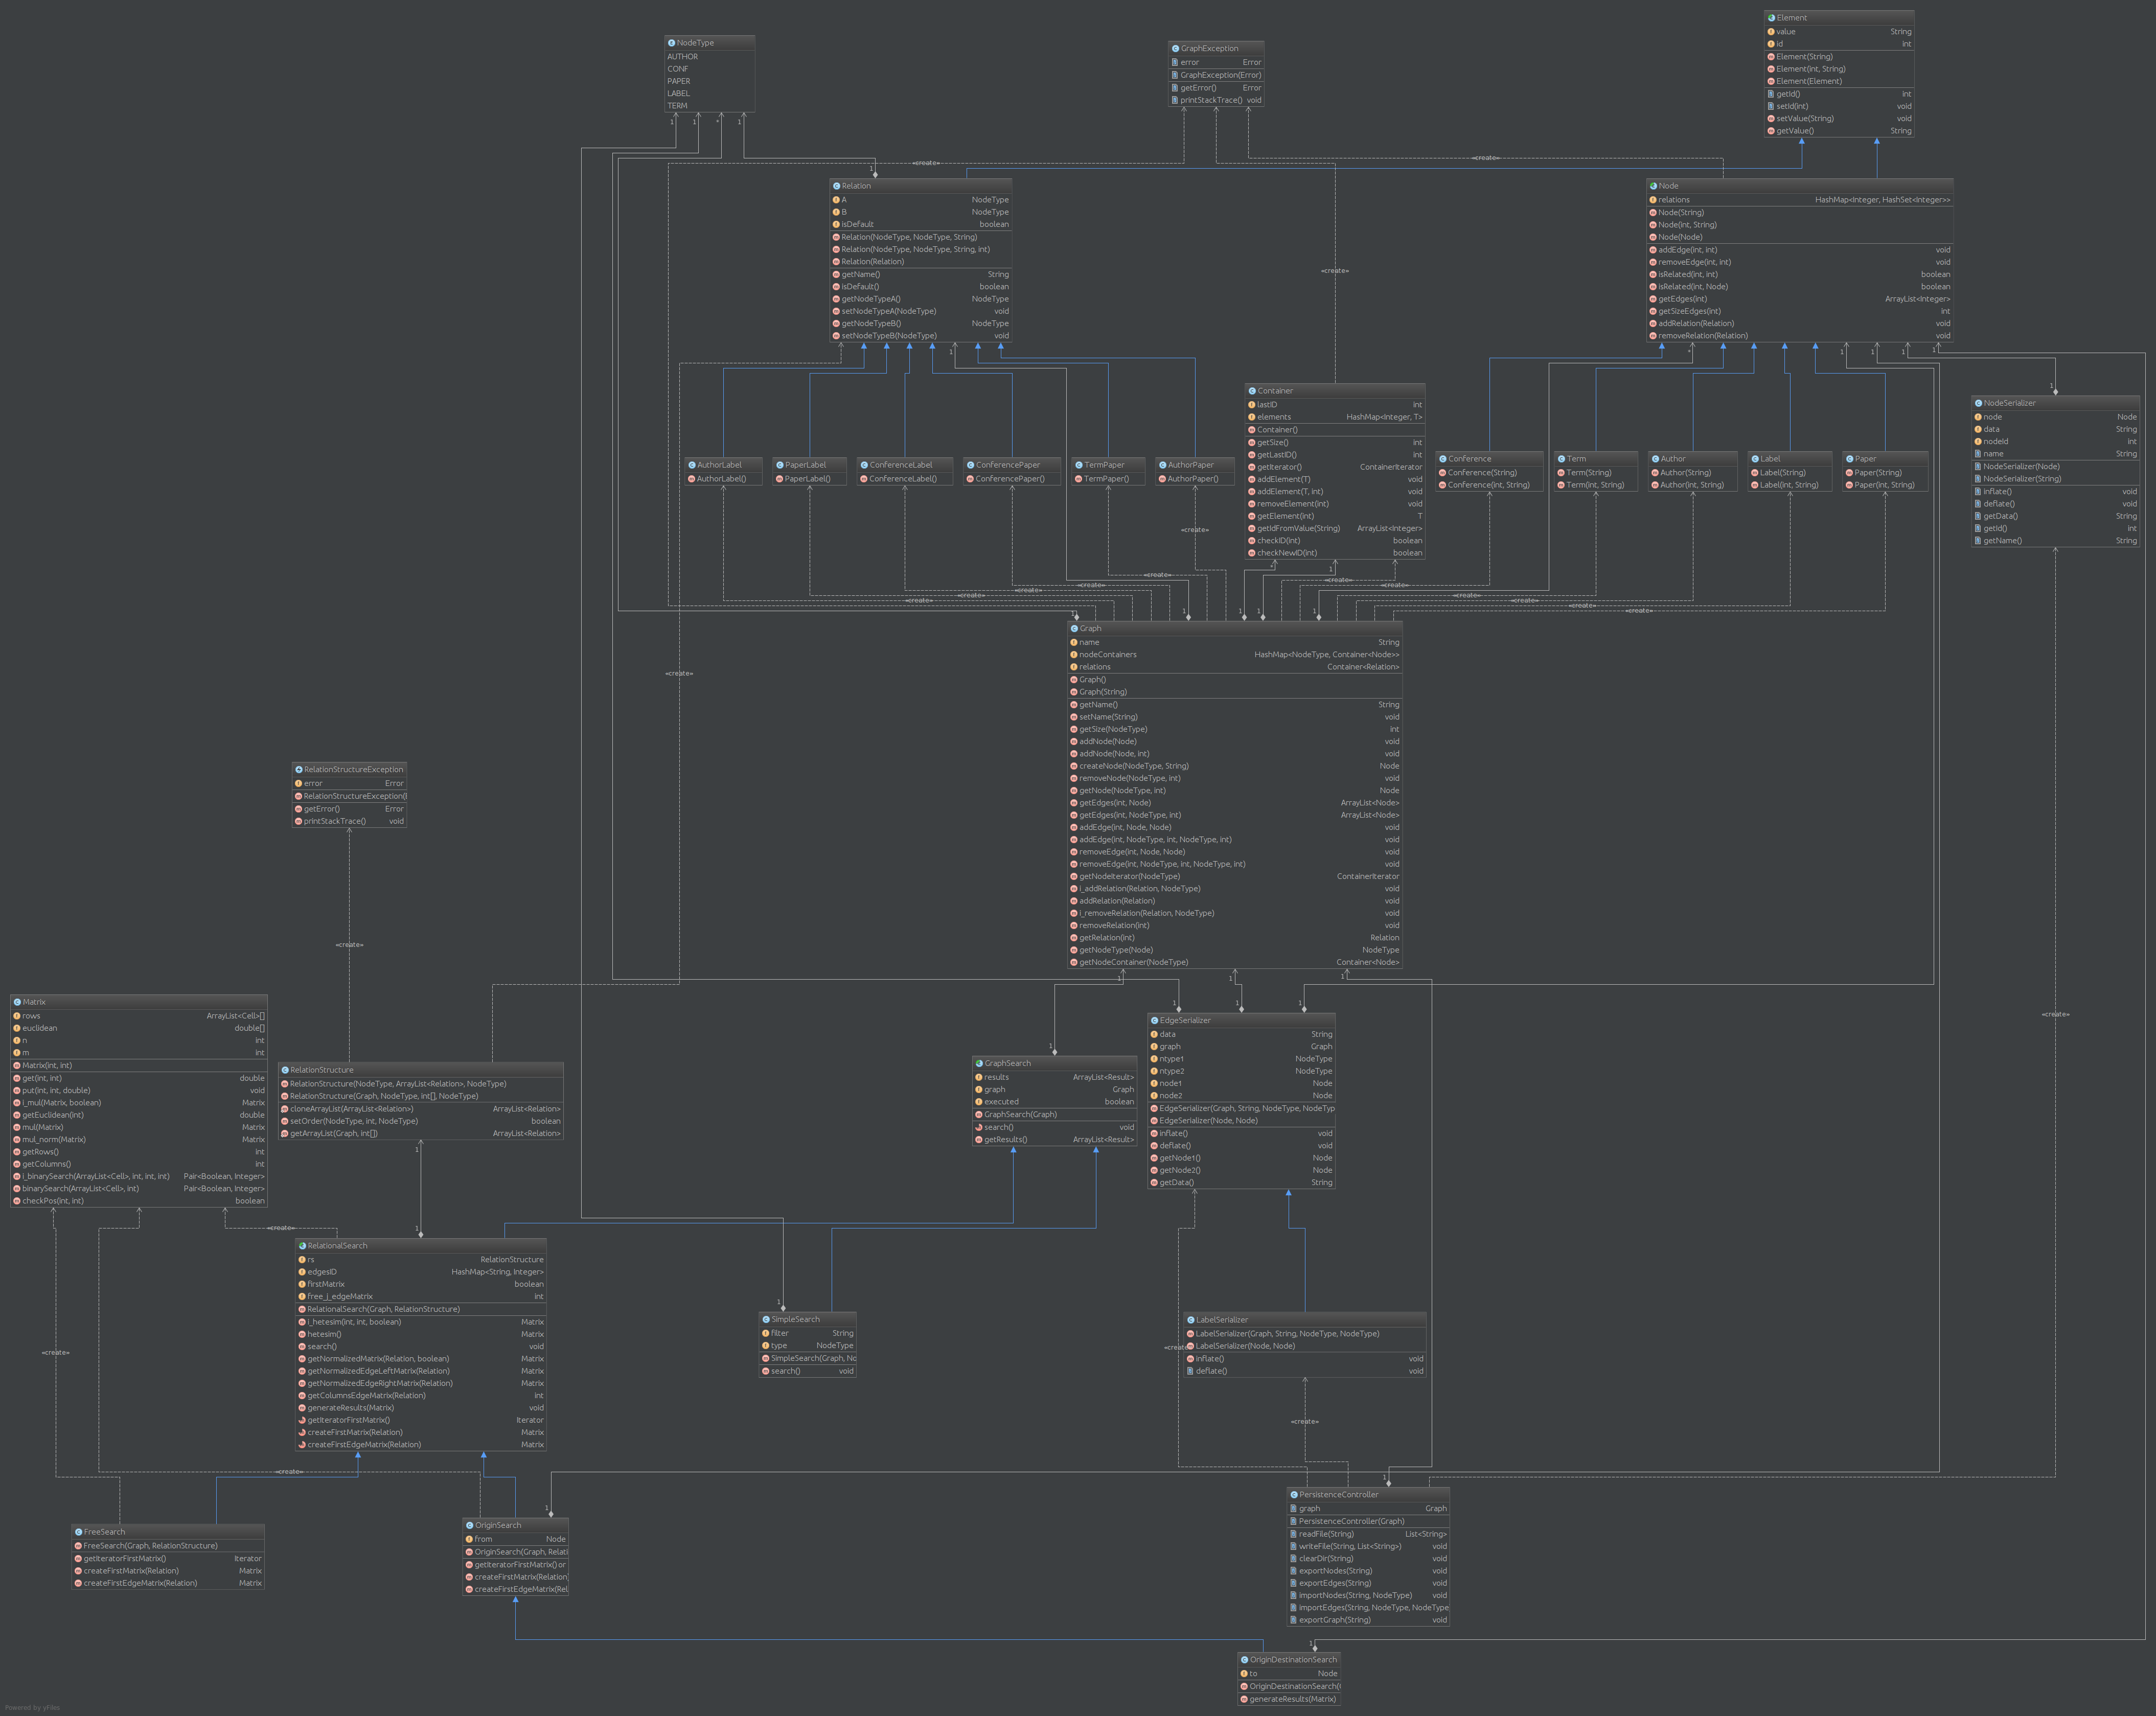 NodeType
AUTHOR
CONF
PAPER
LABEL
TERM
GraphException
error Error
GraphException(Error)
getError() Error
printStackTrace() void
Element
value String
id int
Element(String)
Element(int, String)
Element(Element)
getId() int
setId(int) void
setValue(String) void
getValue() String
1 1 * 1
«create»
«create»
1
Relation
A NodeType
B NodeType
isDefault boolean
Relation(NodeType, NodeType, String)
Relation(NodeType, NodeType, String, int)
Relation(Relation)
getName() String
isDefault() boolean
getNodeTypeA() NodeType
setNodeTypeA(NodeType) void
getNodeTypeB() NodeType
setNodeTypeB(NodeType) void
«create»
Node
relations HashMap<Integer, HashSet<Integer>>
Node(String)
Node(int, String)
Node(Node)
addEdge(int, int) void
removeEdge(int, int) void
isRelated(int, int) boolean
isRelated(int, Node) boolean
getEdges(int) ArrayList<Integer>
getSizeEdges(int) int
addRelation(Relation) void
removeRelation(Relation) void
1 * 1 1 1 1
1
Container
lastID int
elements HashMap<Integer, T>
Container()
getSize() int
getLastID() int
getIterator() ContainerIterator
addElement(T) void
addElement(T, int) void
removeElement(int) void
getElement(int) T
getIdFromValue(String) ArrayList<Integer>
checkID(int) boolean
checkNewID(int) boolean
NodeSerializer
node Node
data String
nodeId int
name String
NodeSerializer(Node)
NodeSerializer(String)
inflate() void
deflate() void
getData() String
getId() int
getName() String
AuthorLabel
AuthorLabel()
PaperLabel
PaperLabel()
ConferenceLabel
ConferenceLabel()
ConferencePaper
ConferencePaper()
TermPaper
TermPaper()
AuthorPaper
AuthorPaper()
Conference
Conference(String)
Conference(int, String)
Term
Term(String)
Term(int, String)
Author
Author(String)
Author(int, String)
Label
Label(String)
Label(int, String)
Paper
Paper(String)
Paper(int, String)
«create»
* 1
«create»
«create»
«create»
«create»
«create»
«create»
«create»
«create»
«create»
«create»
«create»
1 1 1 1 1
Graph
name String
nodeContainers HashMap<NodeType, Container<Node>>
relations Container<Relation>
Graph()
Graph(String)
getName() String
setName(String) void
getSize(NodeType) int
addNode(Node) void
addNode(Node, int) void
createNode(NodeType, String) Node
removeNode(NodeType, int) void
getNode(NodeType, int) Node
getEdges(int, Node) ArrayList<Node>
getEdges(int, NodeType, int) ArrayList<Node>
addEdge(int, Node, Node) void
addEdge(int, NodeType, int, NodeType, int) void
removeEdge(int, Node, Node) void
removeEdge(int, NodeType, int, NodeType, int) void
getNodeIterator(NodeType) ContainerIterator
i_addRelation(Relation, NodeType) void
addRelation(Relation) void
i_removeRelation(Relation, NodeType) void
removeRelation(int) void
getRelation(int) Relation
getNodeType(Node) NodeType
getNodeContainer(NodeType) Container<Node>
«create»
RelationStructureException
error Error
RelationStructureException(
getError() Error
printStackTrace() void
«create»
1 1 1
1 1 1
Matrix
rows ArrayList<Cell>[]
euclidean double[]
n int
m int
Matrix(int, int)
get(int, int) double
put(int, int, double) void
i_mul(Matrix, boolean) Matrix
getEuclidean(int) double
mul(Matrix) Matrix
mul_norm(Matrix) Matrix
getRows() int
getColumns() int
i_binarySearch(ArrayList<Cell>, int, int, int) Pair<Boolean, Integer>
binarySearch(ArrayList<Cell>, int) Pair<Boolean, Integer>
checkPos(int, int) boolean
RelationStructure
RelationStructure(NodeType, ArrayList<Relation>, NodeType)
RelationStructure(Graph, NodeType, int[], NodeType)
cloneArrayList(ArrayList<Relation>) ArrayList<Relation>
setOrder(NodeType, int, NodeType) boolean
getArrayList(Graph, int[]) ArrayList<Relation>
1
GraphSearch
results ArrayList<Result>
graph Graph
executed boolean
GraphSearch(Graph)
search() void
getResults() ArrayList<Result>
EdgeSerializer
data String
graph Graph
ntype1 NodeType
ntype2 NodeType
node1 Node
node2 Node
EdgeSerializer(Graph, String, NodeType, NodeTyp
EdgeSerializer(Node, Node)
inflate() void
deflate() void
getNode1() Node
getNode2() Node
getData() String
«create»
1
1
«create»
1
RelationalSearch
rs RelationStructure
edgesID HashMap<String, Integer>
firstMatrix boolean
free_j_edgeMatrix int
RelationalSearch(Graph, RelationStructure)
i_hetesim(int, int, boolean) Matrix
hetesim() Matrix
search() void
getNormalizedMatrix(Relation, boolean) Matrix
getNormalizedEdgeLeftMatrix(Relation) Matrix
getNormalizedEdgeRightMatrix(Relation) Matrix
getColumnsEdgeMatrix(Relation) int
generateResults(Matrix) void
getIteratorFirstMatrix() Iterator
createFirstMatrix(Relation) Matrix
createFirstEdgeMatrix(Relation) Matrix
1
SimpleSearch
filter String
type NodeType
SimpleSearch(Graph, No
search() void
LabelSerializer
LabelSerializer(Graph, String, NodeType, NodeType)
LabelSerializer(Node, Node)
inflate() void
deflate() void
«create»
«create»
«create»
«create»
1 1
FreeSearch
FreeSearch(Graph, RelationStructure)
getIteratorFirstMatrix() Iterator
createFirstMatrix(Relation) Matrix
createFirstEdgeMatrix(Relation) Matrix
OriginSearch
from Node
OriginSearch(Graph, Relati
getIteratorFirstMatrix() or
createFirstMatrix(Relation
createFirstEdgeMatrix(Rel
PersistenceController
graph Graph
PersistenceController(Graph)
readFile(String) List<String>
writeFile(String, List<String>) void
clearDir(String) void
exportNodes(String) void
exportEdges(String) void
importNodes(String, NodeType) void
importEdges(String, NodeType, NodeType
exportGraph(String) void
1
OriginDestinationSearch
to Node
OriginDestinationSearch(
generateResults(Matrix)
Powered by yFiles